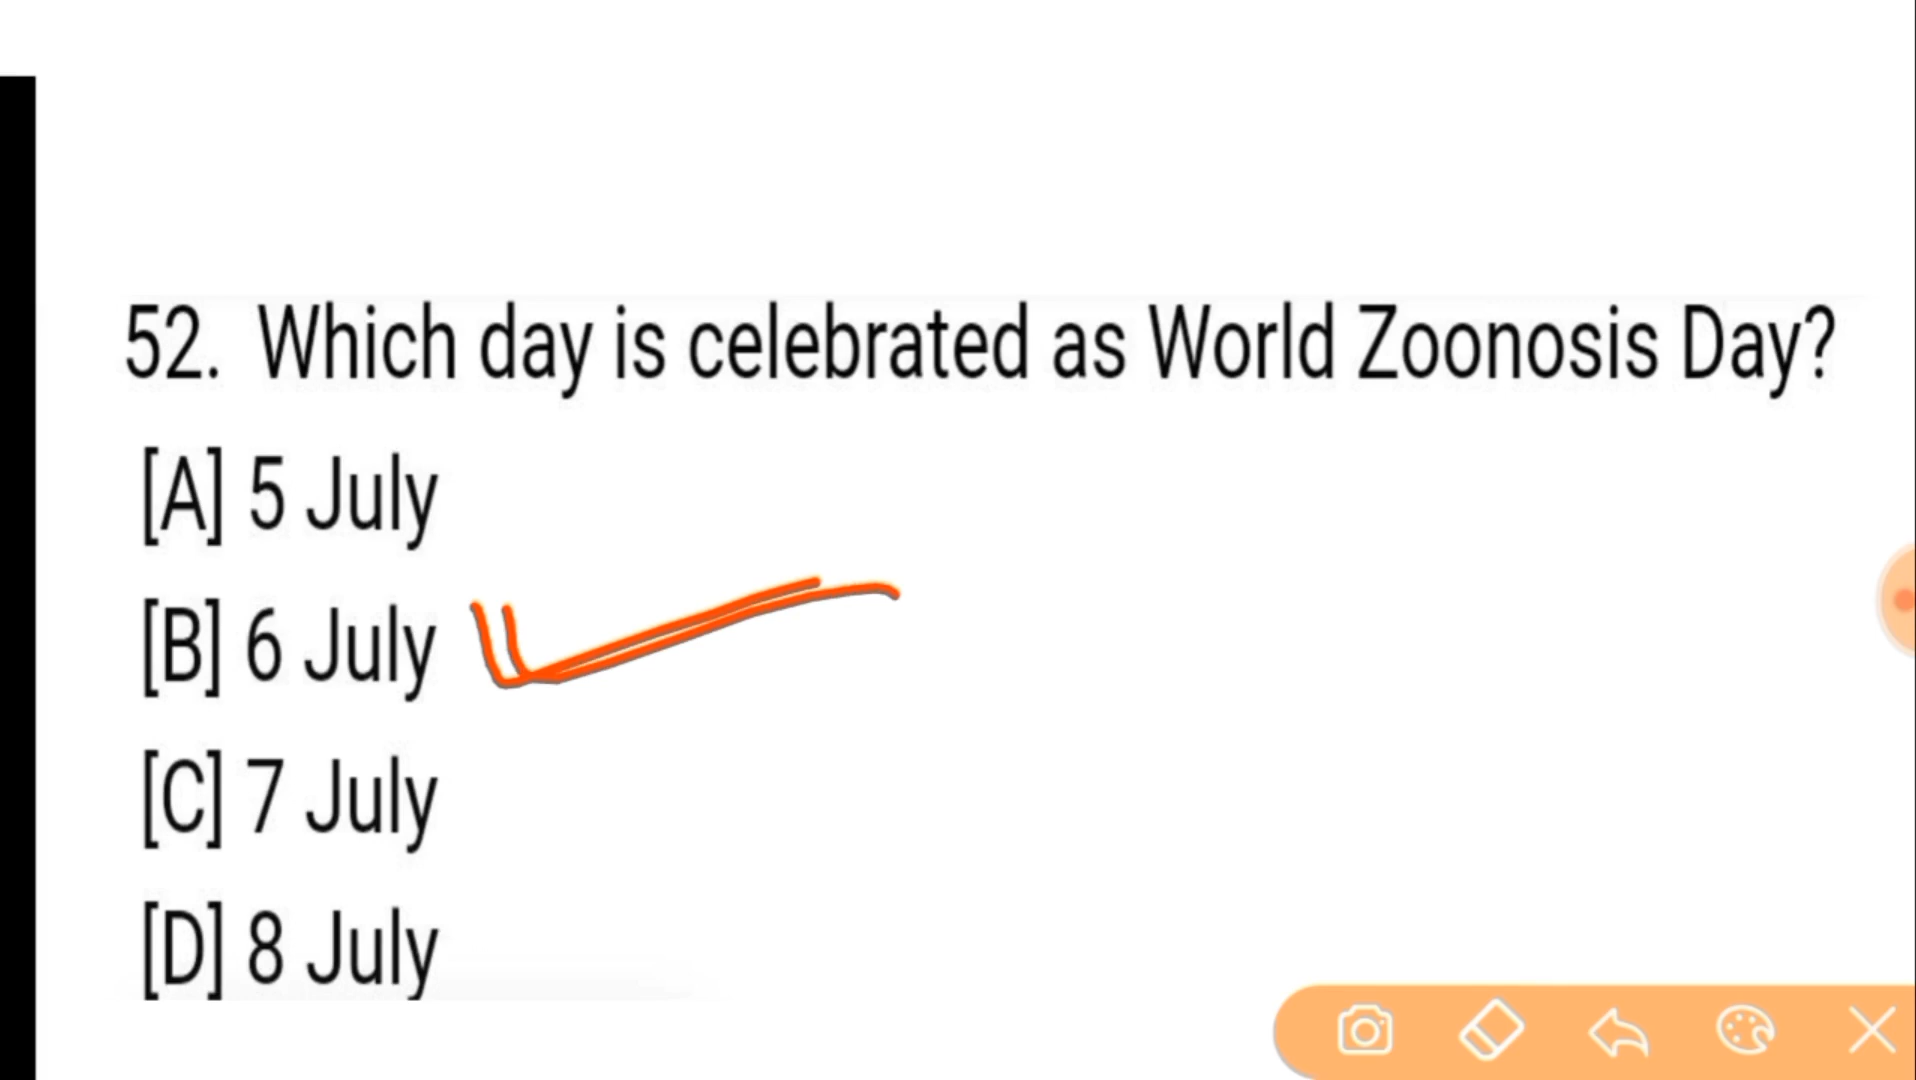 52. Which day is celebrated as World Zoonosis Day?
[A] 5 July
[B] 6 July
[C] 7 July
[D] 8 July